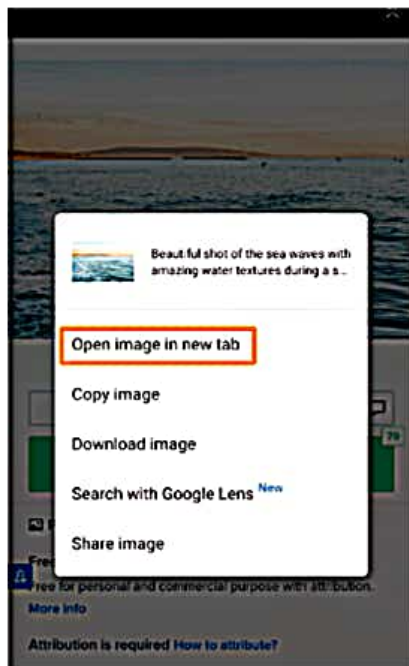 Beautiful shot of the sea waves with
amazing water textures during a s...
Open image in new tab
Copy image
79
Download image
Search with Google Lens New
Share image
Free for personal and commercial purpose with attribution.
More info
Attribution is required How to attribute?